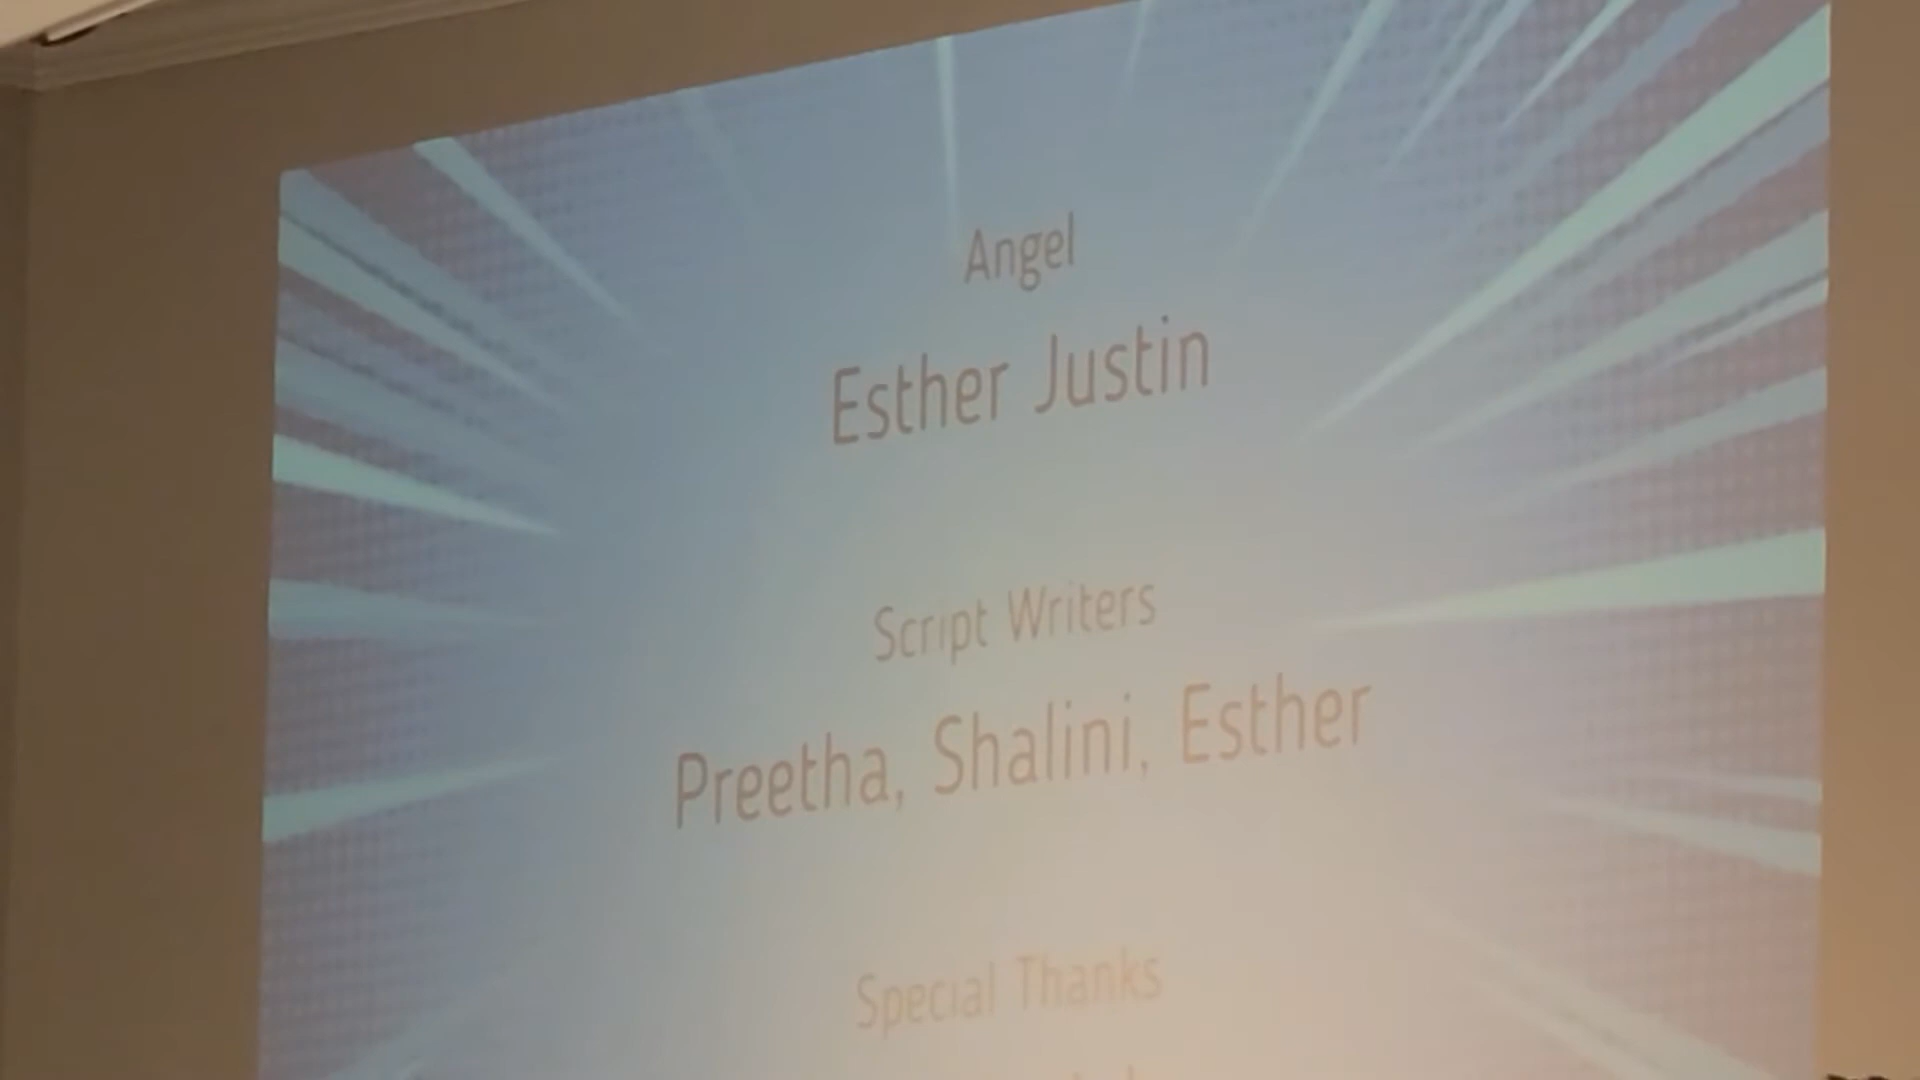 Angel
Esther Justin
Script Writers
Preetha, Shalini, Esther
Special Thanks